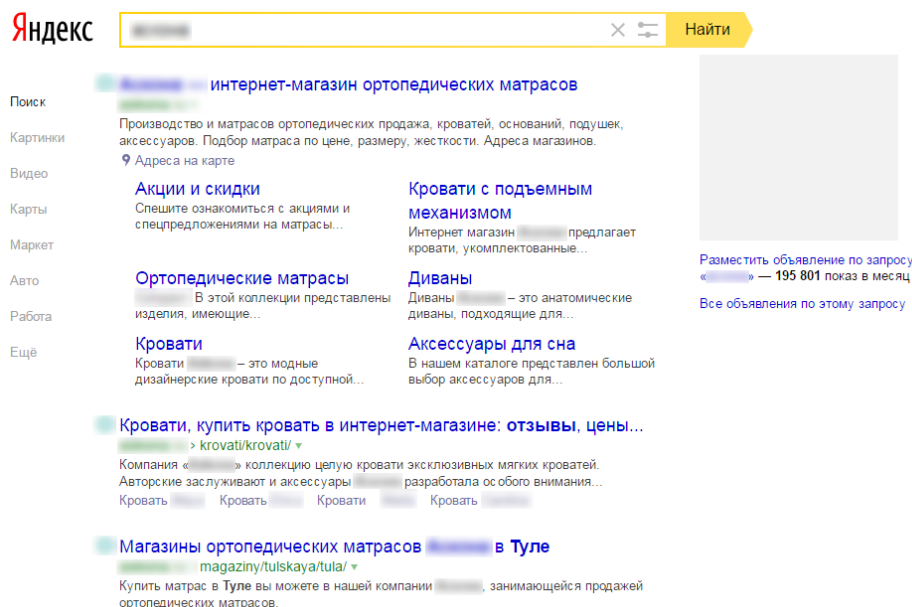 Яндекс
Найти
Поиск
Картинки
Видео
Карты
Маркет
Авто
Работа
Ещё
— интернет-магазин ортопедических матрасов
Производство и матрасов ортопедических продажа, кроватей, оснований, подушек,
аксессуаров. Подбор матраса по цене, размеру, жесткости. Адреса магазинов.
Адреса на карте
Акции и скидки
Спешите ознакомиться с акциями и
спецпредложениями на матрасы...
Кровати с подъемным
механизмом
Интернет магазин предлагает
кровати, укомплектованные...
Ортопедические матрасы
В этой коллекции представлены
изделия, имеющие...
Диваны
Диваны – это анатомические
диваны, подходящие для...
Кровати
Кровати – это модные
дизайнерские кровати по доступной...
Аксессуары для сна
В нашем каталоге представлен большой
выбор аксессуаров для...
Кровати, купить кровать в интернет-магазине: отзывы, цены...
› krovati/krovati/
Компания « » коллекцию целую кровати эксклюзивных мягких кроватей.
Авторские заслуживают и аксессуары разработала особого внимания...
Кровать Кровать Кровати Кровать
Магазины ортопедических матрасов в Туле
magaziny/tulskaya/tula/
Купить матрас в Туле вы можете в нашей компании , занимающейся продажей
ортопедических матрасов.
Разместить объявление по запросу
« » — 195 801 показ в месяц
Все объявления по этому запросу